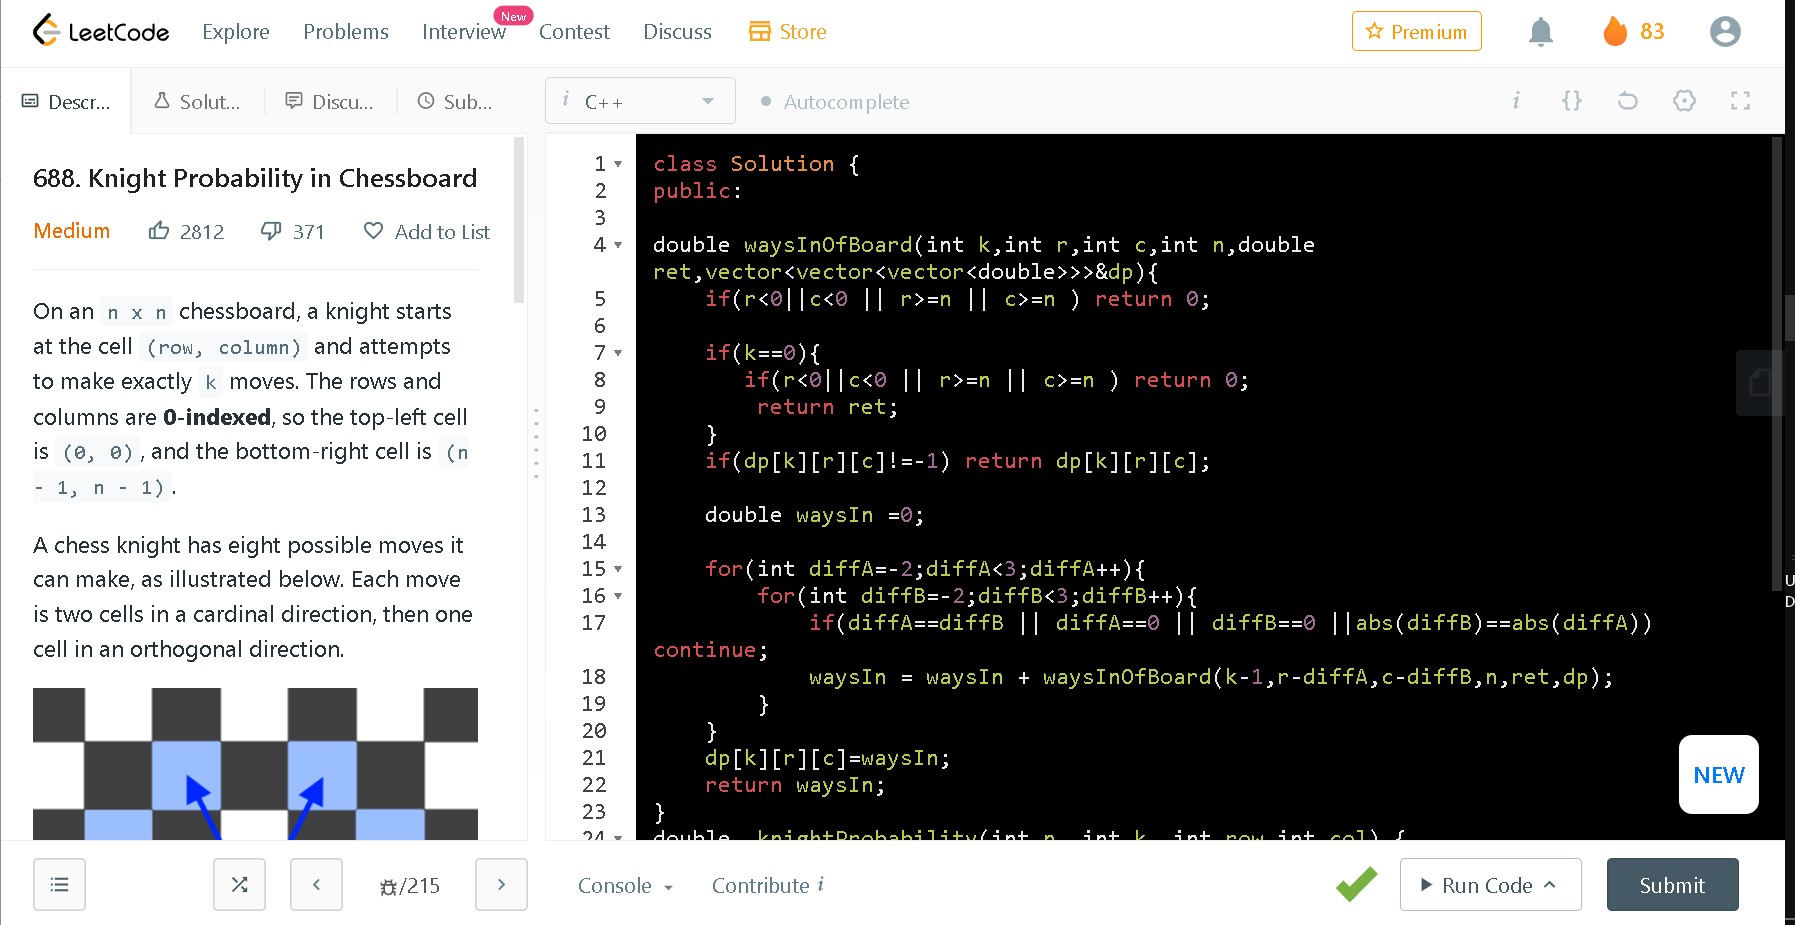 LeetCode Explore Problems Interview New Contest Discuss Store Premium 83
Descr... Solut... Discu... Sub... i C++ Autocomplete i {}
688. Knight Probability in Chessboard
Medium 2812 371 Add to List
On an n x n chessboard, a knight starts
at the cell (row, column) and attempts
to make exactly k moves. The rows and
columns are 0-indexed, so the top-left cell
is (0, 0), and the bottom-right cell is (n
- 1, n - 1).
A chess knight has eight possible moves it
can make, as illustrated below. Each move
is two cells in a cardinal direction, then one
cell in an orthogonal direction.
1 class Solution {
2 public:
3
4 double waysInOfBoard(int k,int r,int c,int n,double
ret,vector<vector<vector<double>>>&dp){
5 if(r<0||c<0 || r>=n || c>=n ) return 0;
6
7 if(k==0){
8 if(r<0||c<0 || r>=n || c>=n ) return 0;
9 return ret;
10 }
11 if(dp[k][r][c]!=-1) return dp[k][r][c];
12
13 double waysIn =0;
14
15 for(int diffA=-2;diffA<3;diffA++){
16 for(int diffB=-2;diffB<3;diffB++){
17 if(diffA==diffB || diffA==0 || diffB==0 ||abs(diffB)==abs(diffA))
continue;
18 waysIn = waysIn + waysInOfBoard(k-1,r-diffA,c-diffB,n,ret,dp);
19 }
20 }
21 dp[k][r][c]=waysIn;
22 return waysIn;
23 }
24 double knightProbability(int n, int k, int row,int col) {
NEW
U
D
/215 Console Contribute i Run Code Submit